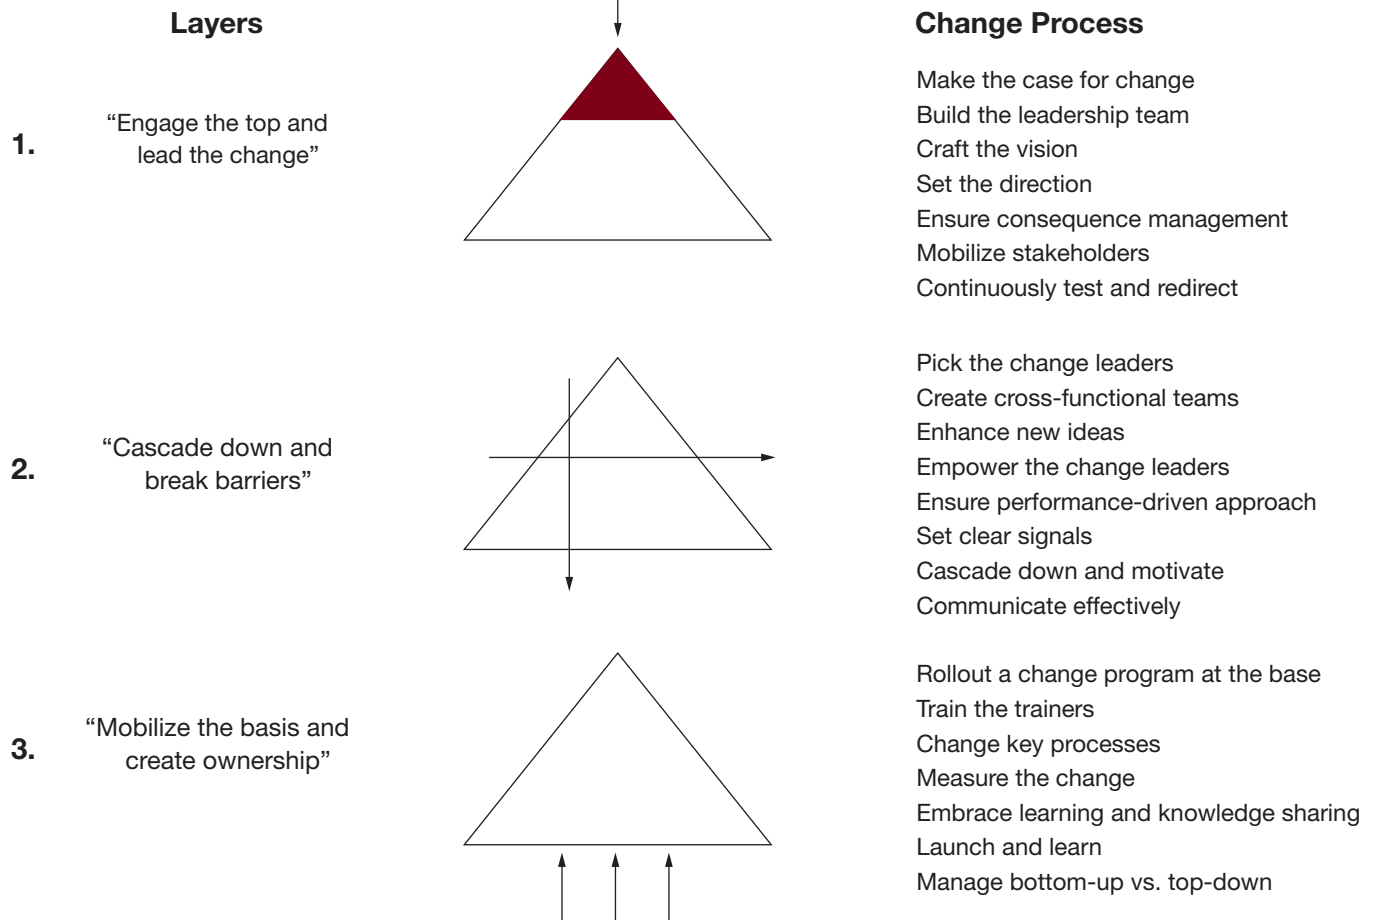 Layers
Change Process
1.
“Engage the top and
lead the change”
Make the case for change
Build the leadership team
Craft the vision
Set the direction
Ensure consequence management
Mobilize stakeholders
Continuously test and redirect
2.
“Cascade down and
break barriers”
Pick the change leaders
Create cross-functional teams
Enhance new ideas
Empower the change leaders
Ensure performance-driven approach
Set clear signals
Cascade down and motivate
Communicate effectively
3.
“Mobilize the basis and
create ownership”
Rollout a change program at the base
Train the trainers
Change key processes
Measure the change
Embrace learning and knowledge sharing
Launch and learn
Manage bottom-up vs. top-down